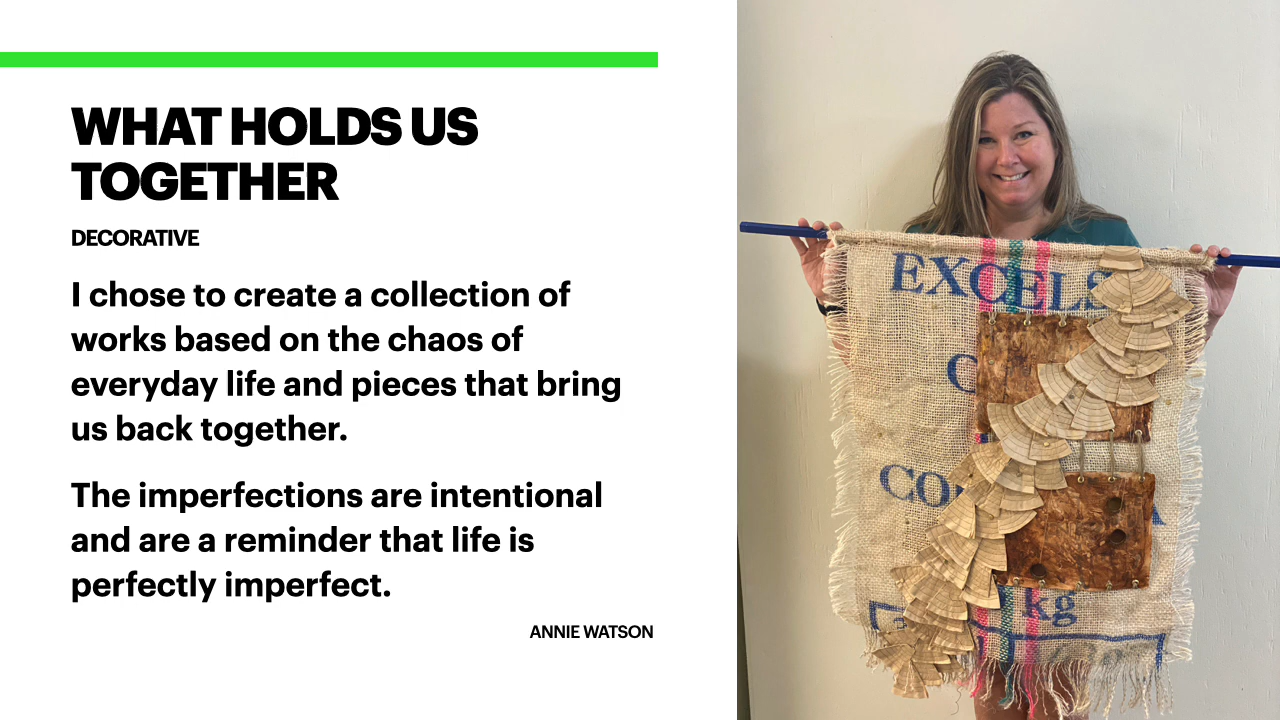 WHAT HOLDS US
TOGETHER
DECORATIVE
I chose to create a collection of
works based on the chaos of
everyday life and pieces that bring
us back together.
The imperfections are intentional
and are a reminder that life is
perfectly imperfect.
ANNIE WATSON
EXCELS
kg